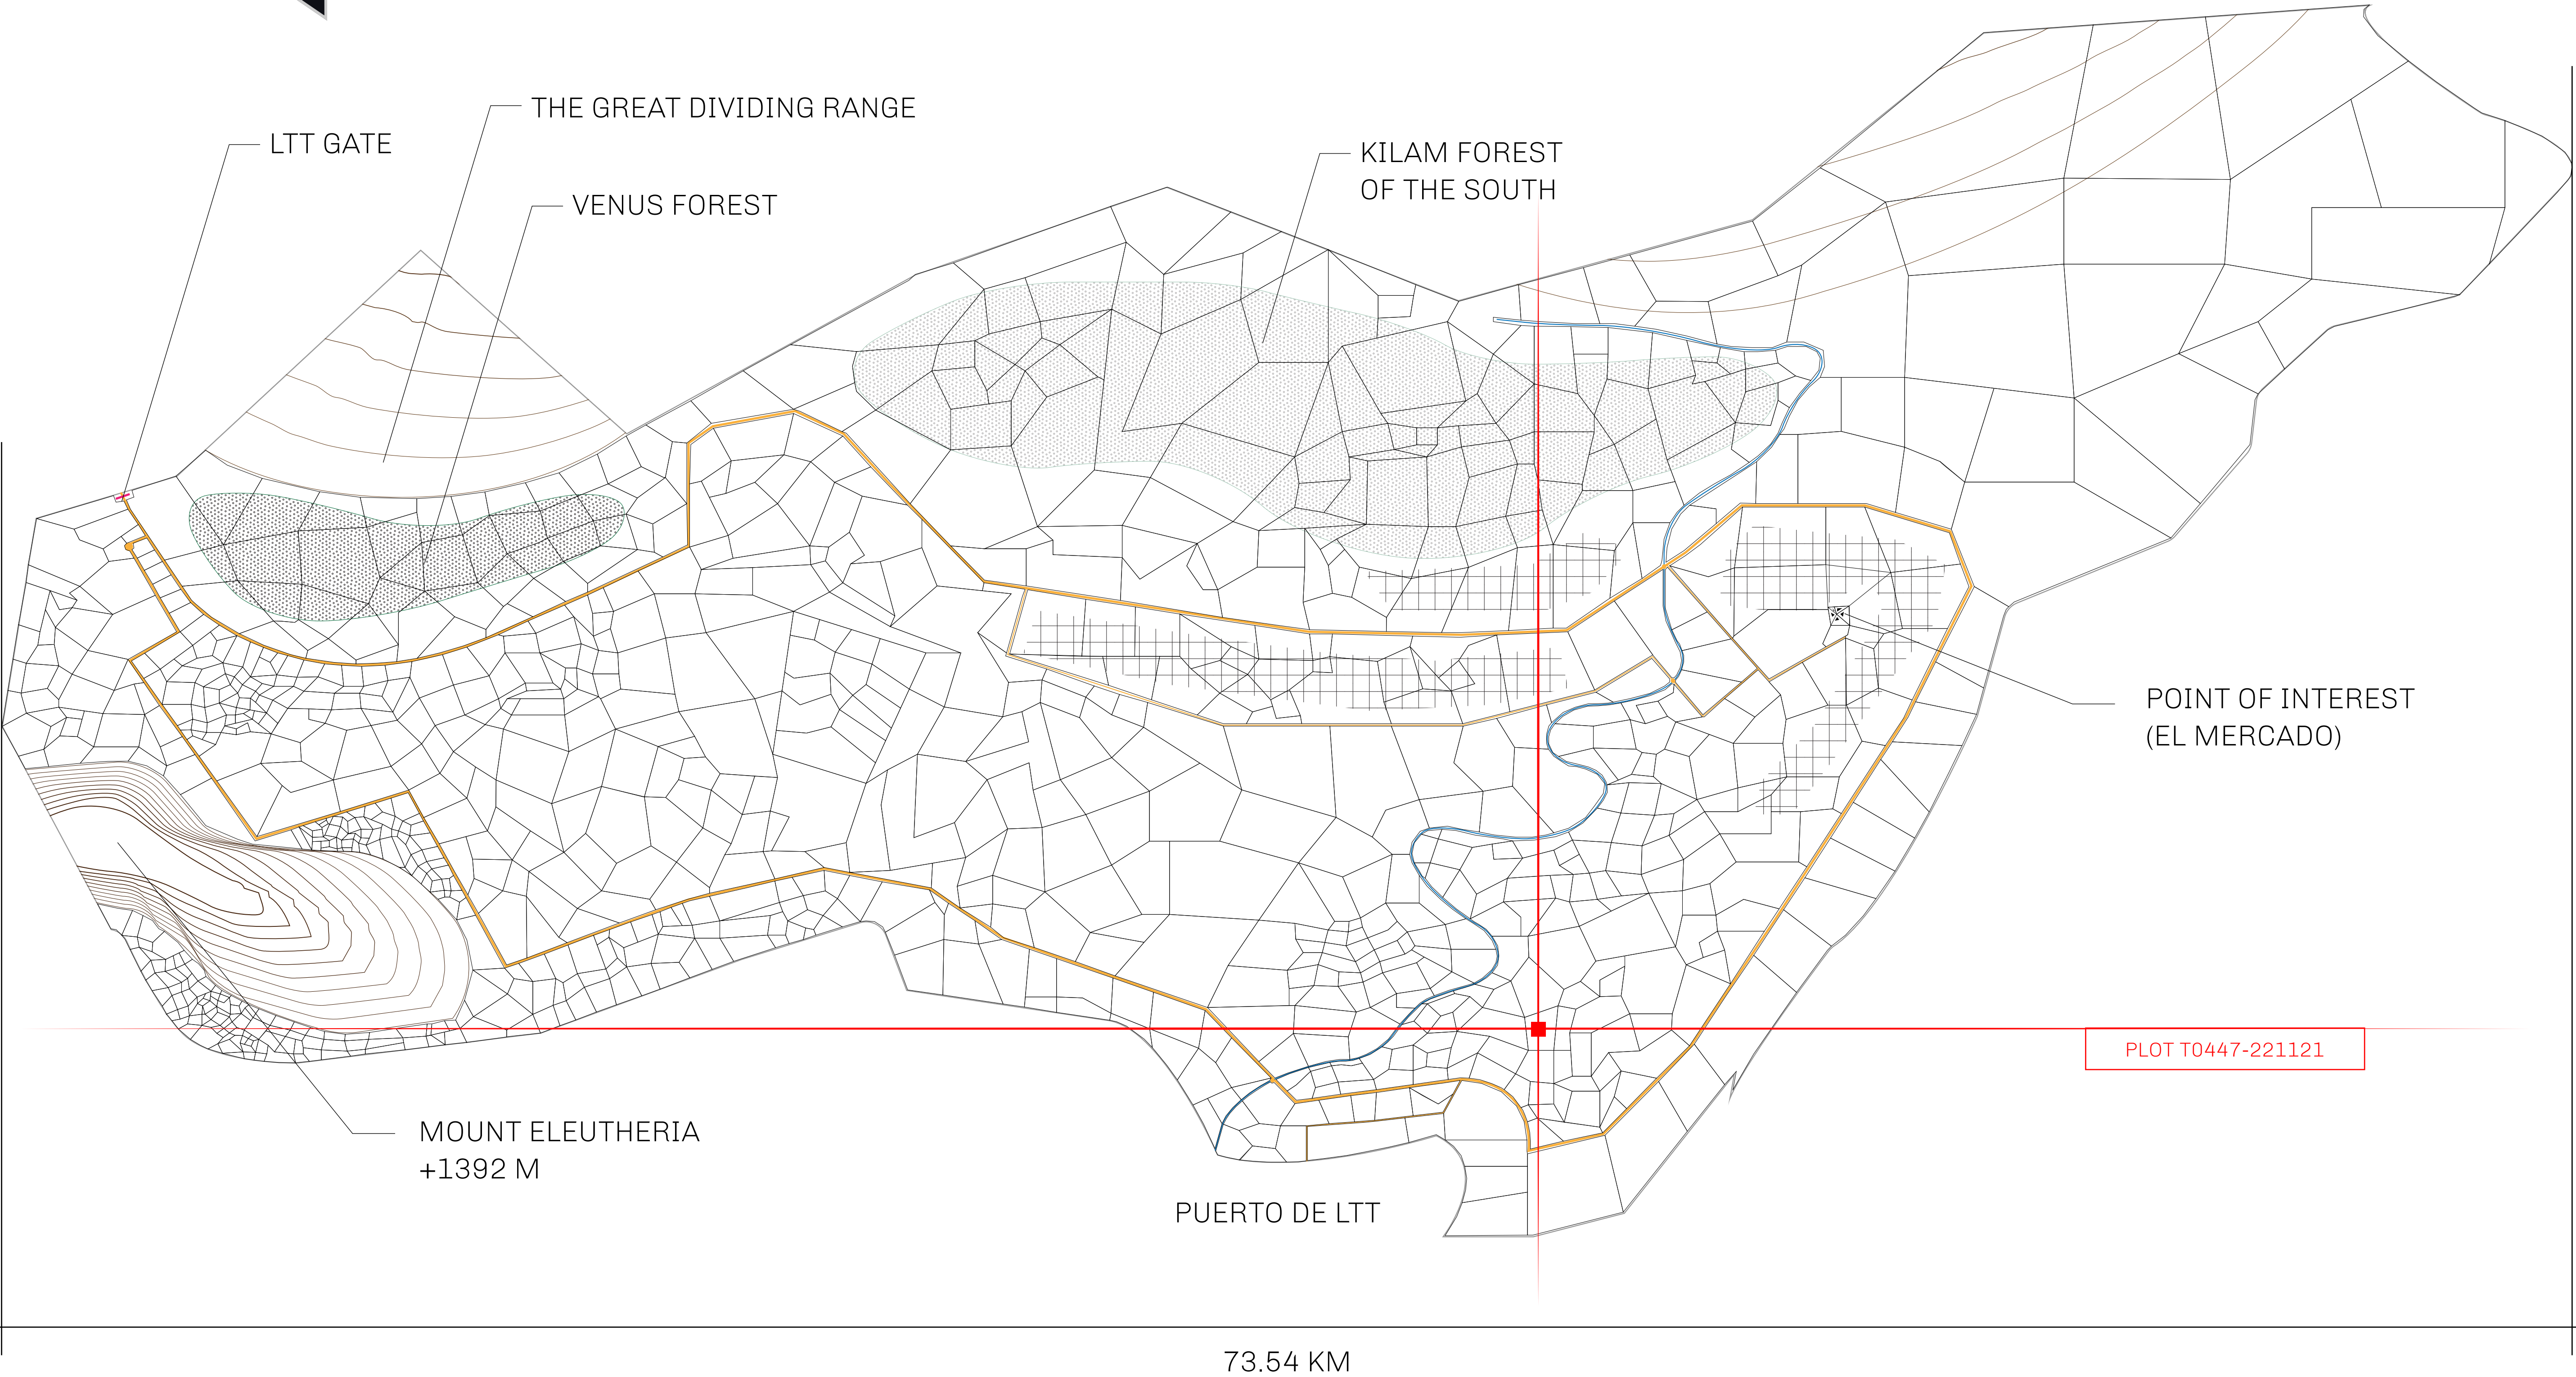 THE GREAT DIVIDING RANGE
LTT GATE
KILAM FOREST
OF THE SOUTH
VENUS FOREST
POINT OF INTEREST
(EL MERCADO)
PLOT T0447-221121
MOUNT ELEUTHERIA
+1392 M
PUERTO DE LTT
73.54 KM